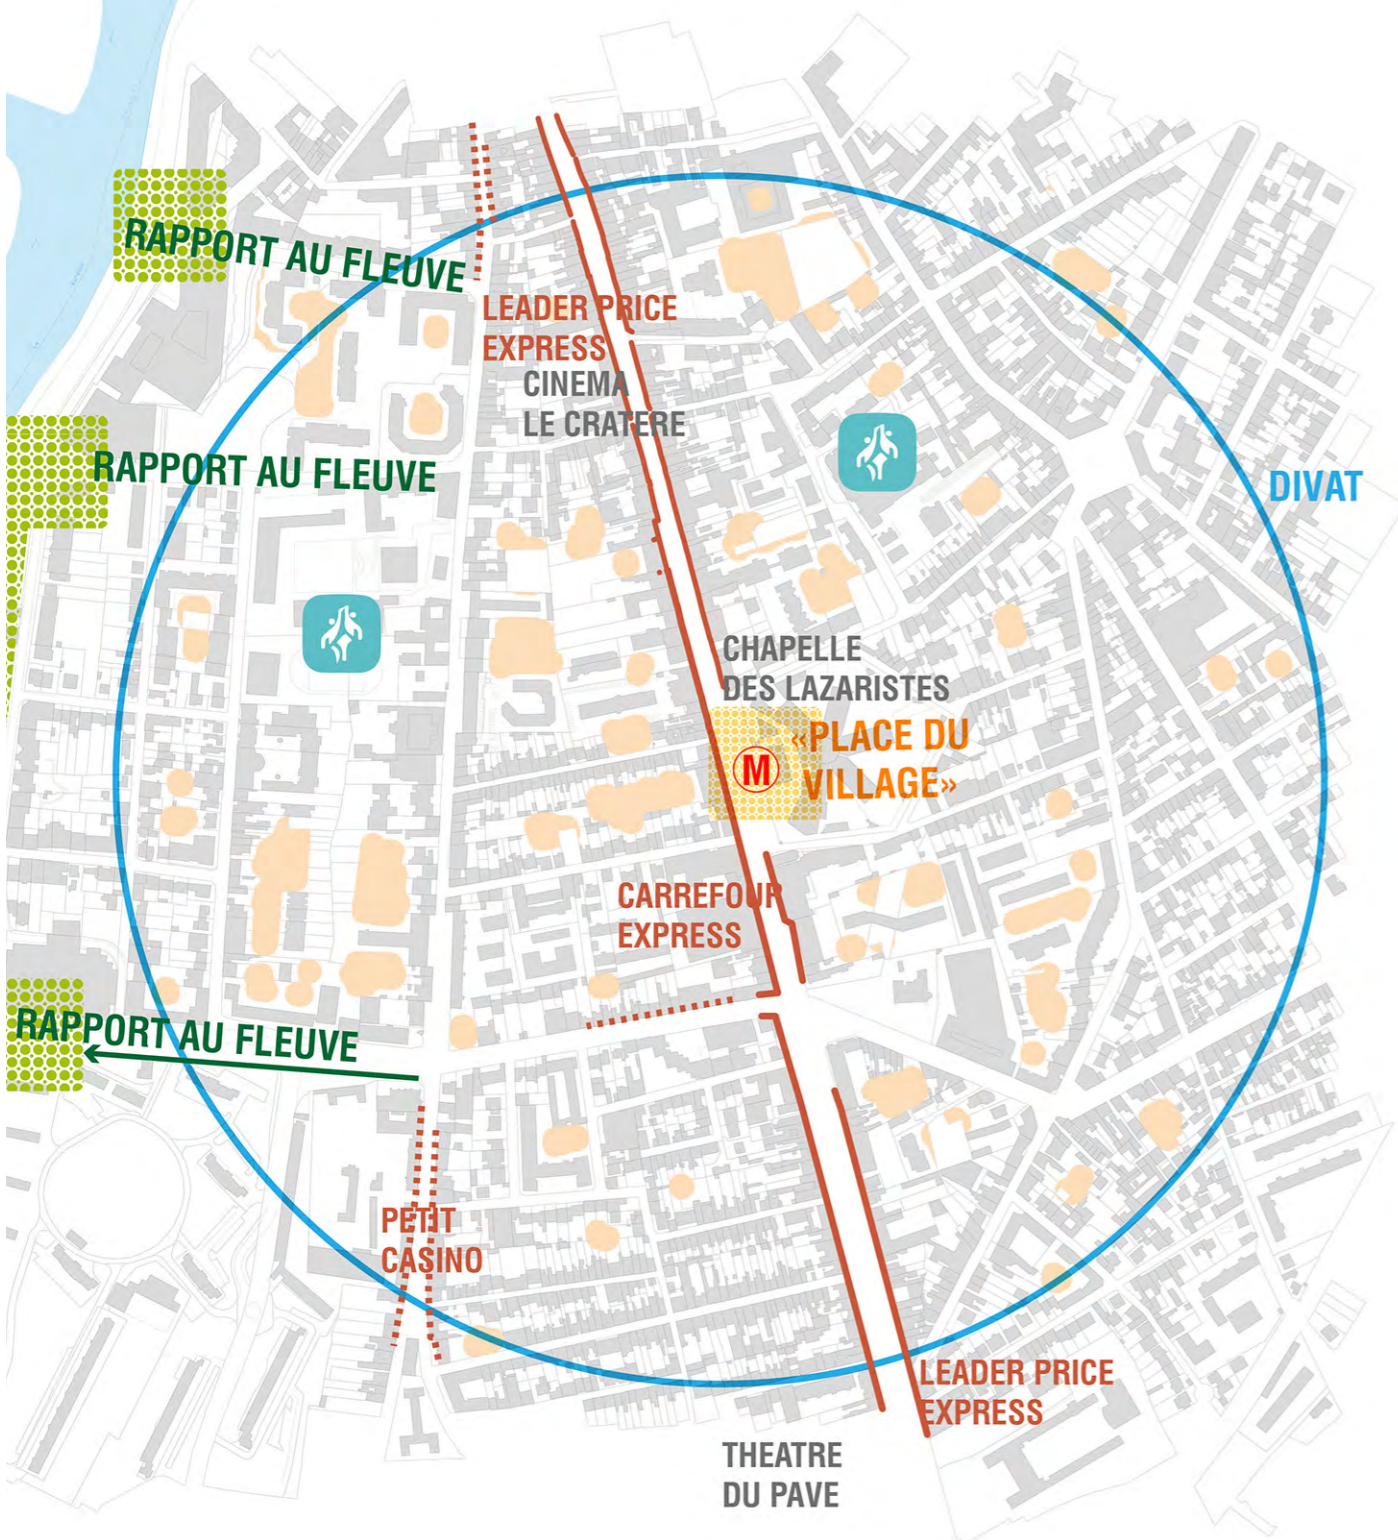 RAPPORT AU FLEUVE
LEADER PRICE
EXPRESS
CINEMA
LE CRATERE
RAPPORT AU FLEUVE
DIVAT
CHAPELLE
DES LAZARISTES
«PLACE DU
VILLAGE»
M
CARREFOUR
EXPRESS
RAPPORT AU FLEUVE
PETIT
CASINO
LEADER PRICE
EXPRESS
THEATRE
DU PAVE